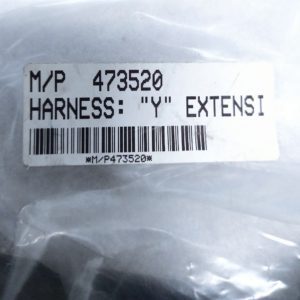 M/P 473520
HARNESS: "Y" EXTENSI
*M/P473520*